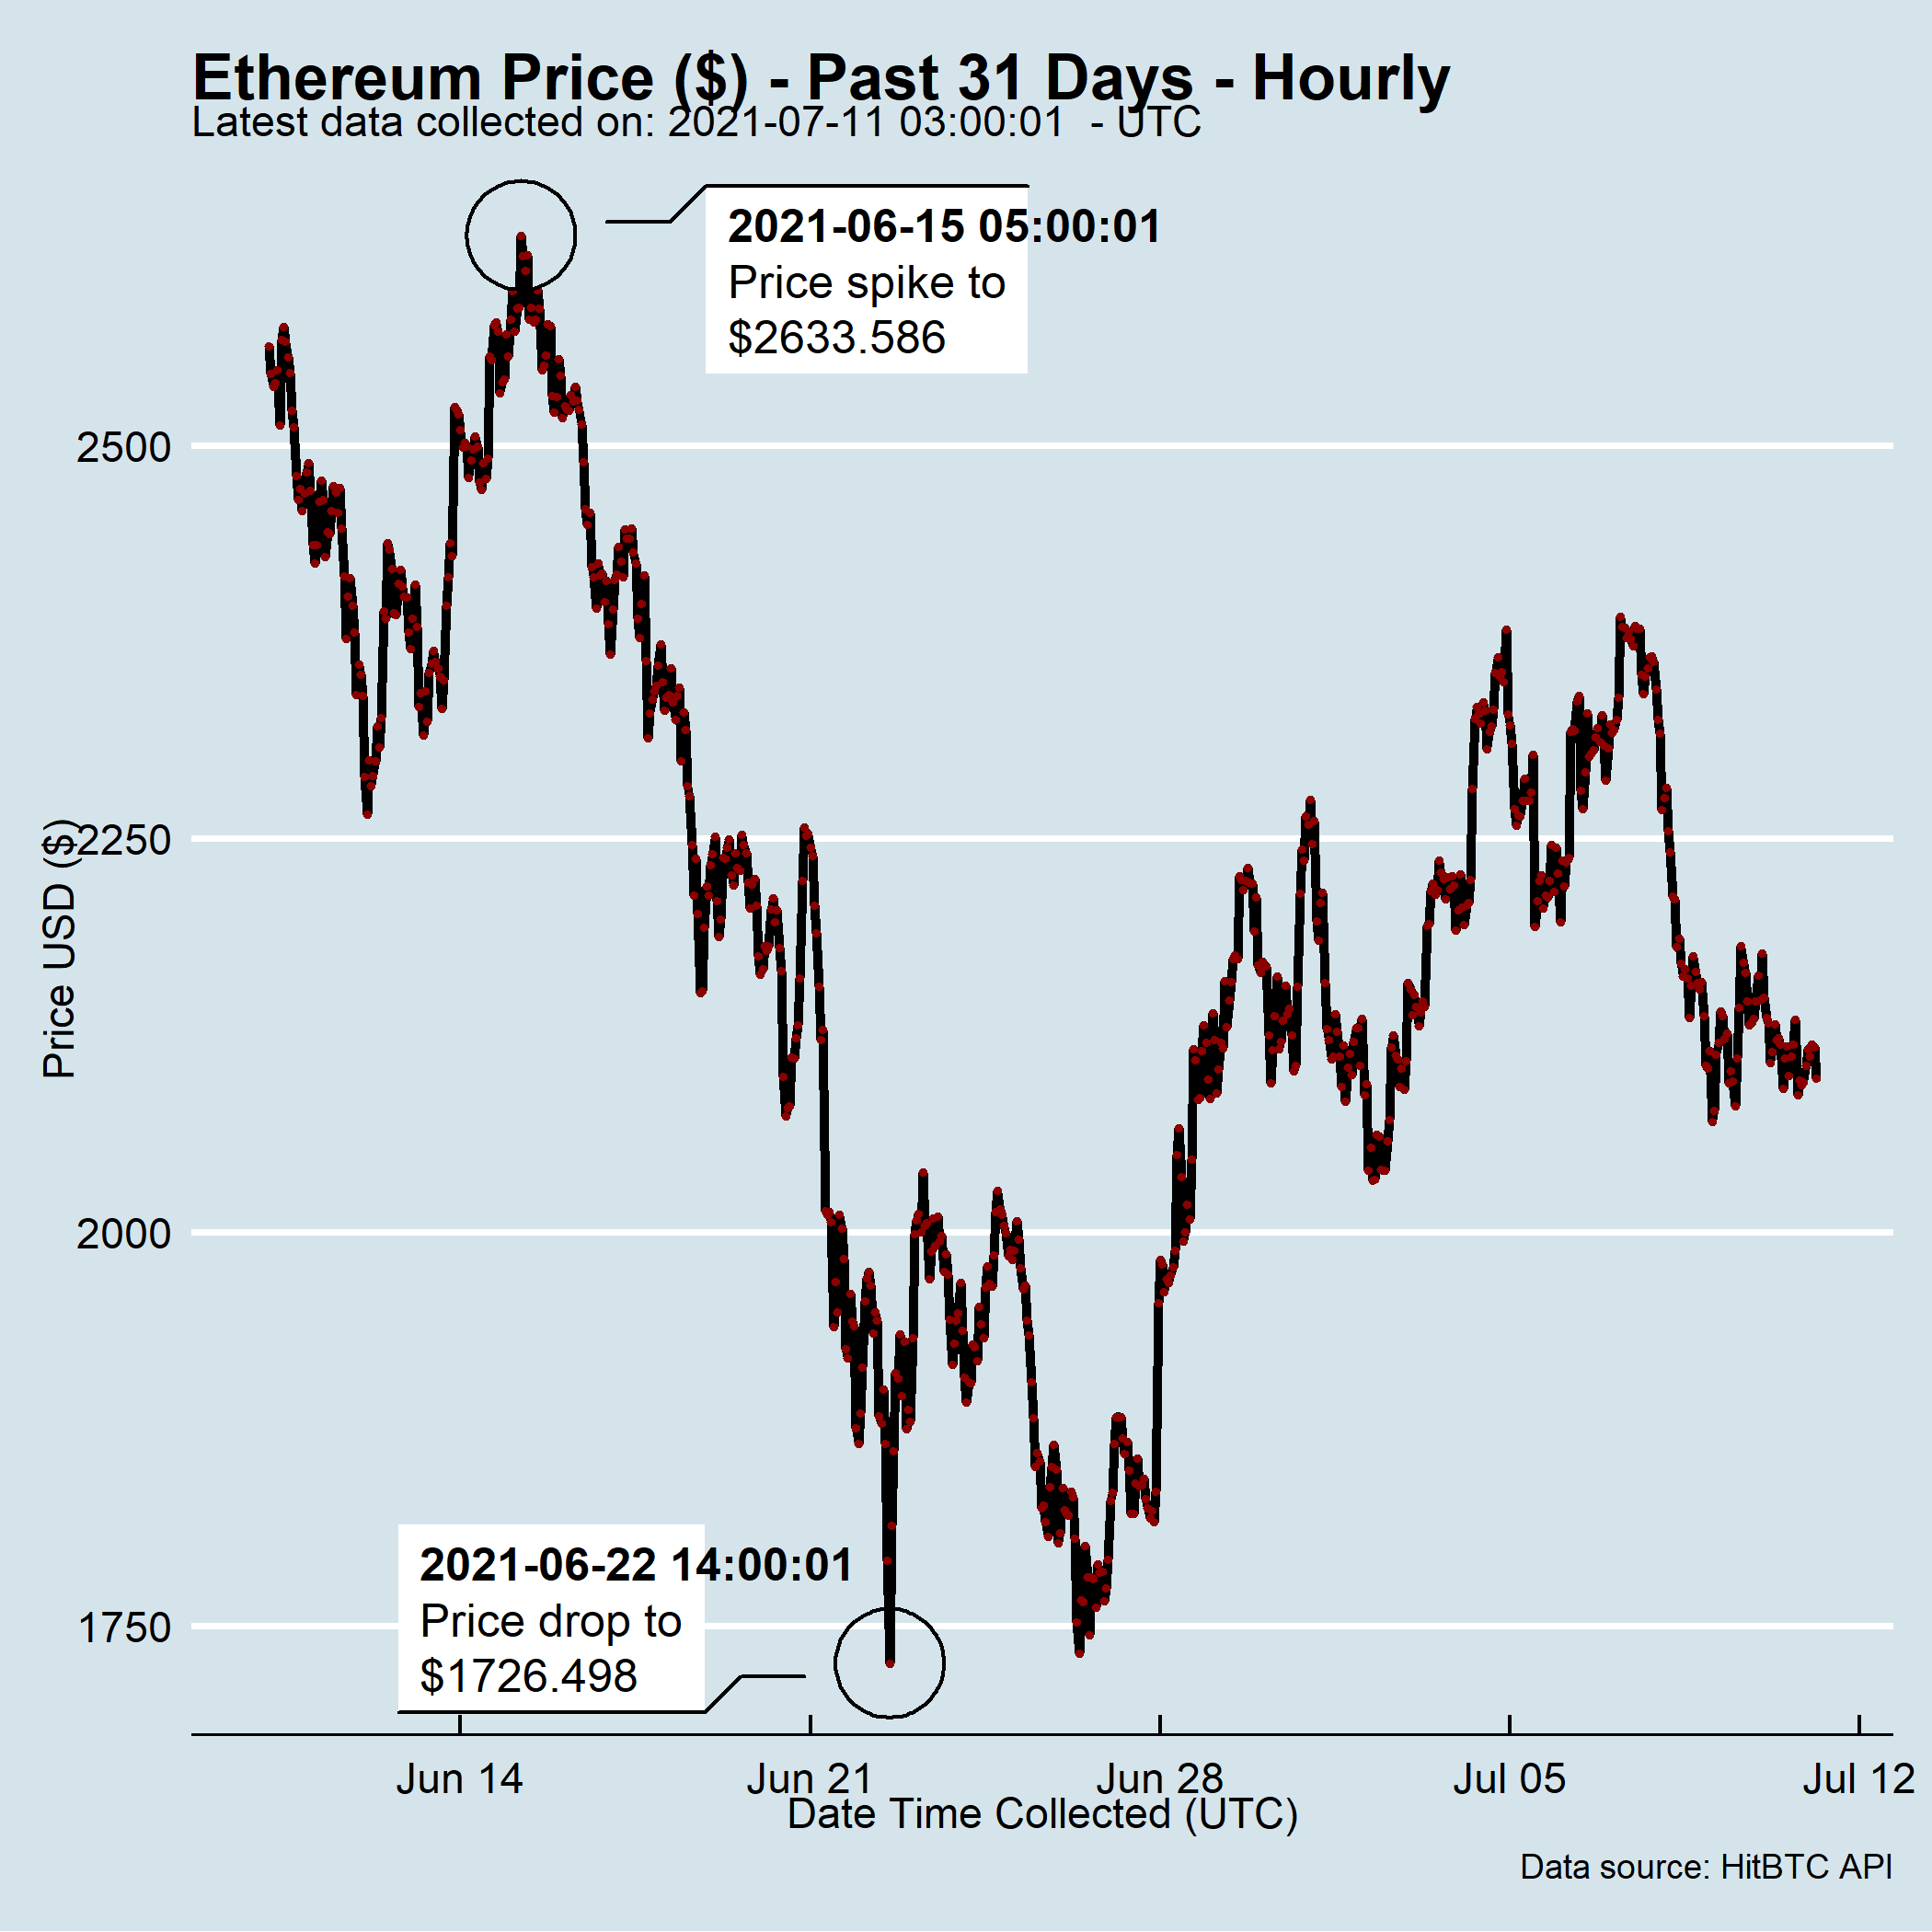 Ethereum Price ($) - Past 31 Days - Hourly
Latest data collected on: 2021-07-11 03:00:01  - UTC
2021-06-15 05:00:01
Price spike to
$2633.586
2500
2250
2000
1750
Price USD ($)
2021-06-22 14:00:01
Price drop to
$1726.498
Jun 14
Jun 21
Jun 28
Jul 05
Jul 12
Date Time Collected (UTC)
Data source: HitBTC API